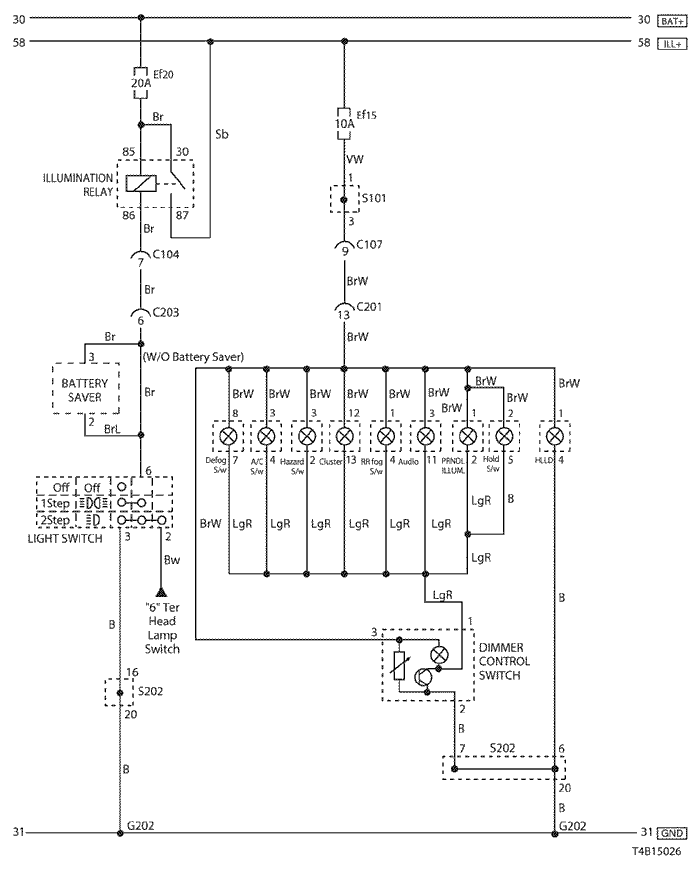 30
30 BAT+
58
58 ILL+
Ef20
20A
Ef15
10A
Br
Sb
VW
85
30
1
ILLUMINATION
RELAY
S101
86
87
3
Br
C104
7
C107
9
Br
BrW
C203
6
C201
13
Br
BrW
3
(W/O Battery Saver)
BATTERY
SAVER
Br
2
BrL
BrW
BrW
BrW
BrW
BrW
BrW
BrW
BrW
BrW
BrW
8
3
3
12
1
3
1
2
1
Defog
S/w
7
A/C
S/w
4
Hazard
S/w
2
Cluster
13
RR fog
S/w
4
Audio
11
PRNDL
ILLUM.
2
Hold
S/w
5
HLLD
4
6
Off
Off
1Step
2Step
LIGHT SWITCH
3
2
BrW
LgR
LgR
LgR
LgR
LgR
LgR
B
LgR
Bw
"6" Ter
Head
Lamp
Switch
B
LgR
B
3
1
DIMMER
CONTROL
SWITCH
16
S202
20
2
B
7
S202
6
20
B
B
31
G202
G202
31 GND
T4B15026